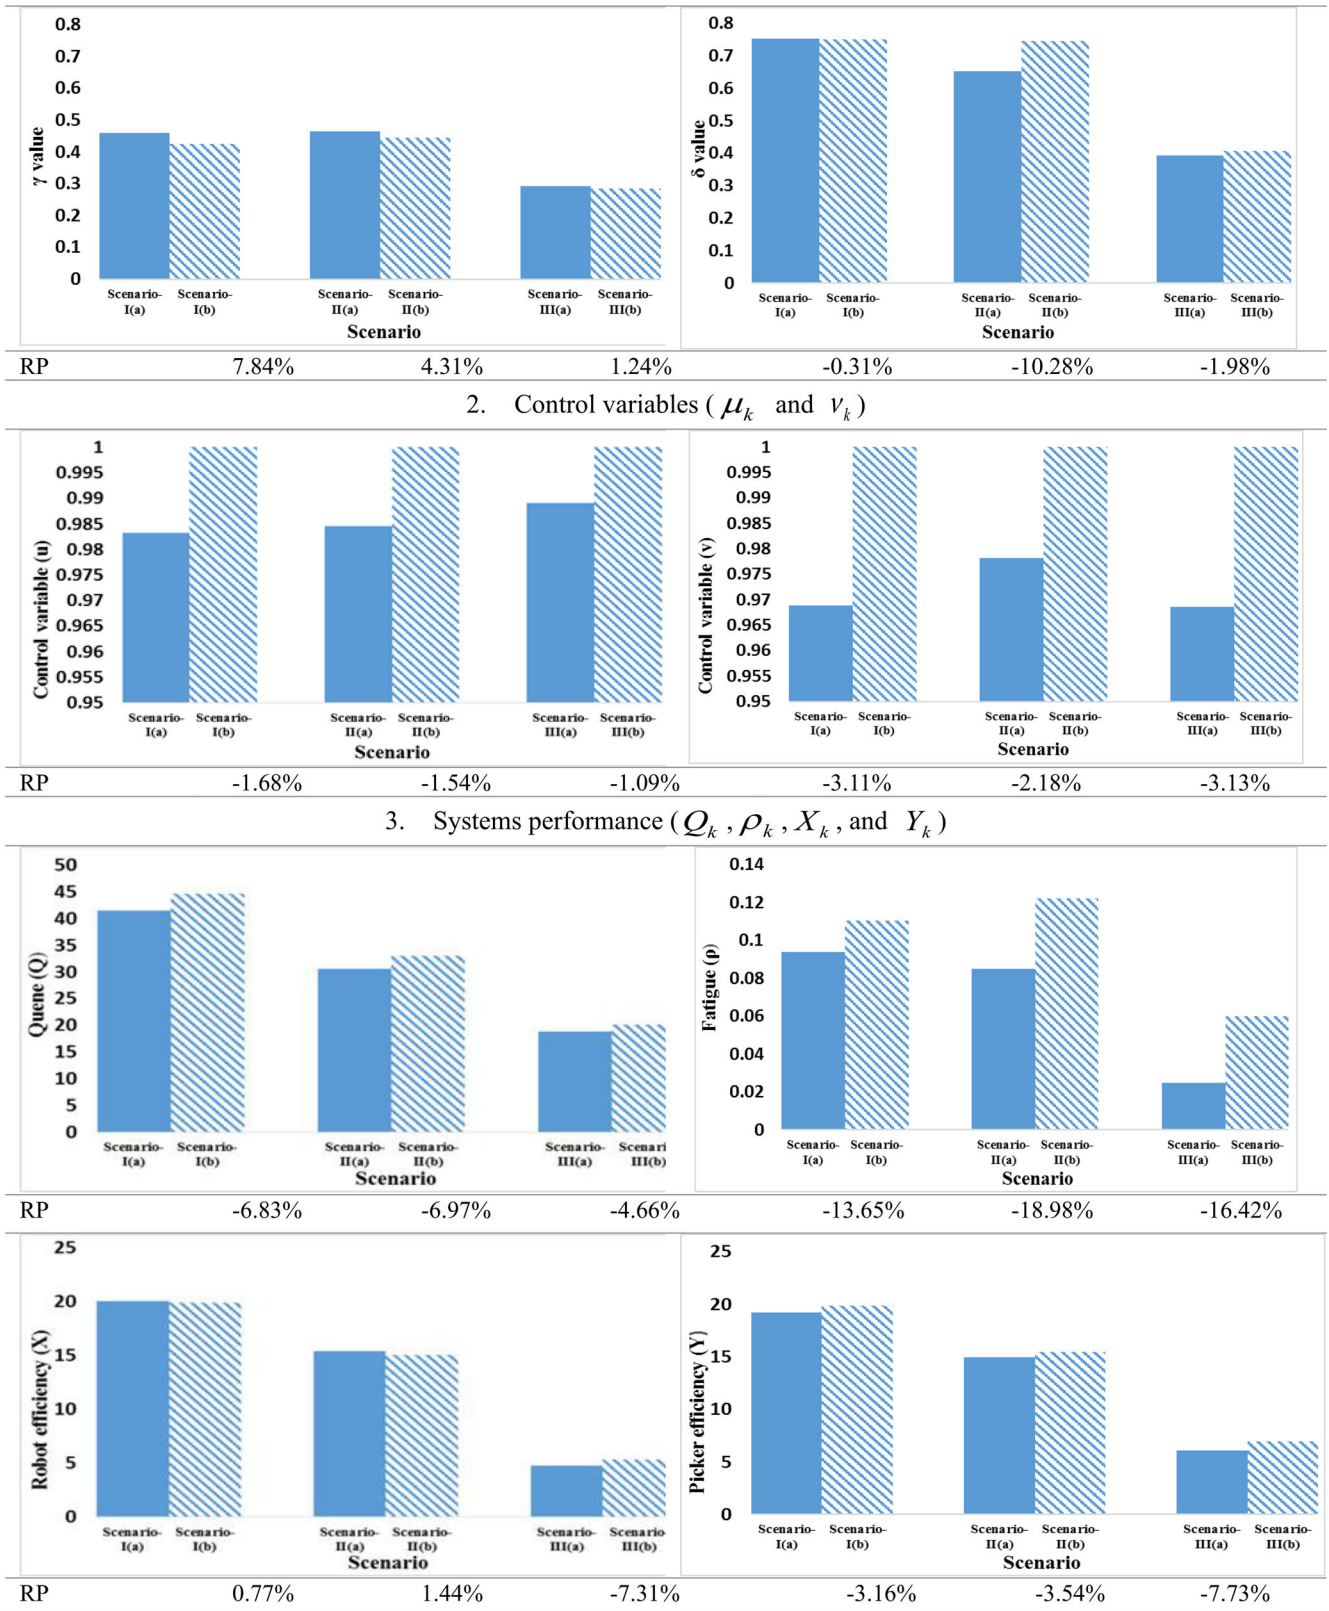 0.8
0.7
0.6
0.5
0.4
0.3
0.2
0.1
0
γ value
Scenario-I(a)
Scenario-I(b)
Scenario-II(a)
Scenario-II(b)
Scenario-III(a)
Scenario-III(b)
Scenario
0.8
0.7
0.6
0.5
0.4
0.3
0.2
0.1
0
δ value
Scenario-I(a)
Scenario-I(b)
Scenario-II(a)
Scenario-II(b)
Scenario-III(a)
Scenario-III(b)
Scenario
RP 7.84% 4.31% 1.24% -0.31% -10.28% -1.98%
2. Control variables ( μk and νk )
1
0.995
0.99
0.985
0.98
0.975
0.97
0.965
0.96
0.955
0.95
Control variable (u)
Scenario-I(a)
Scenario-I(b)
Scenario-II(a)
Scenario-II(b)
Scenario-III(a)
Scenario-III(b)
Scenario
1
0.995
0.99
0.985
0.98
0.975
0.97
0.965
0.96
0.955
0.95
Control variable (v)
Scenario-I(a)
Scenario-I(b)
Scenario-II(a)
Scenario-II(b)
Scenario-III(a)
Scenario-III(b)
Scenario
RP -1.68% -1.54% -1.09% -3.11% -2.18% -3.13%
3. Systems performance ( Qk , ρk , Xk , and Yk )
50
45
40
35
30
25
20
15
10
5
0
Quene (Q)
Scenario-I(a)
Scenario-I(b)
Scenario-II(a)
Scenario-II(b)
Scenario-III(a)
Scenari III(b)
Scenario
0.14
0.12
0.1
0.08
0.06
0.04
0.02
0
Fatigue (ρ)
Scenario-I(a)
Scenario-I(b)
Scenario-II(a)
Scenario-II(b)
Scenario-III(a)
Scenario-III(b)
Scenario
RP -6.83% -6.97% -4.66% -13.65% -18.98% -16.42%
25
20
15
10
5
0
Robot efficiency (X)
Scenario-I(a)
Scenario-I(b)
Scenario-II(a)
Scenario-II(b)
Scenario-III(a)
Scenario III(b)
Scenario
25
20
15
10
5
0
Picker efficiency (Y)
Scenario-I(a)
Scenario-I(b)
Scenario-II(a)
Scenario-II(b)
Scenario-III(a)
Scenario-III(b)
Scenario
RP 0.77% 1.44% -7.31% -3.16% -3.54% -7.73%